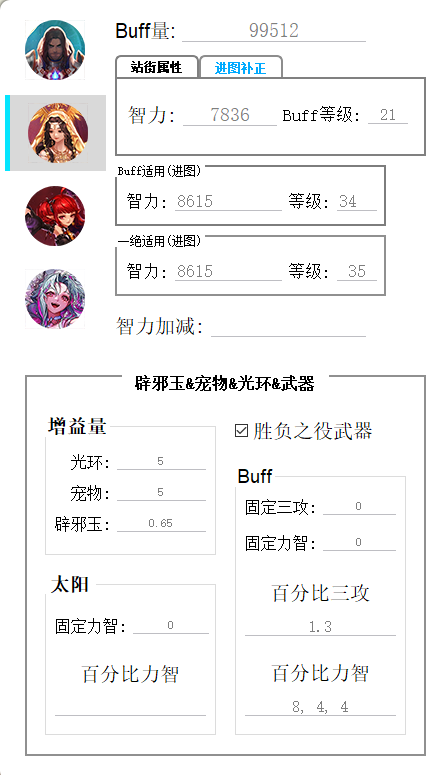 Buff量: 99512
站街属性 进图补正
智力: 7836 Buff等级: 21
Buff适用(进图)
智力: 8615 等级: 34
一绝适用(进图)
智力: 8615 等级: 35
智力加减:
辟邪玉&宠物&光环&武器
增益量
光环: 5
宠物: 5
辟邪玉: 0.65
太阳
固定力智: 0
百分比力智
胜负之役武器
Buff
固定三攻: 0
固定力智: 0
百分比三攻
1.3
百分比力智
8, 4, 4